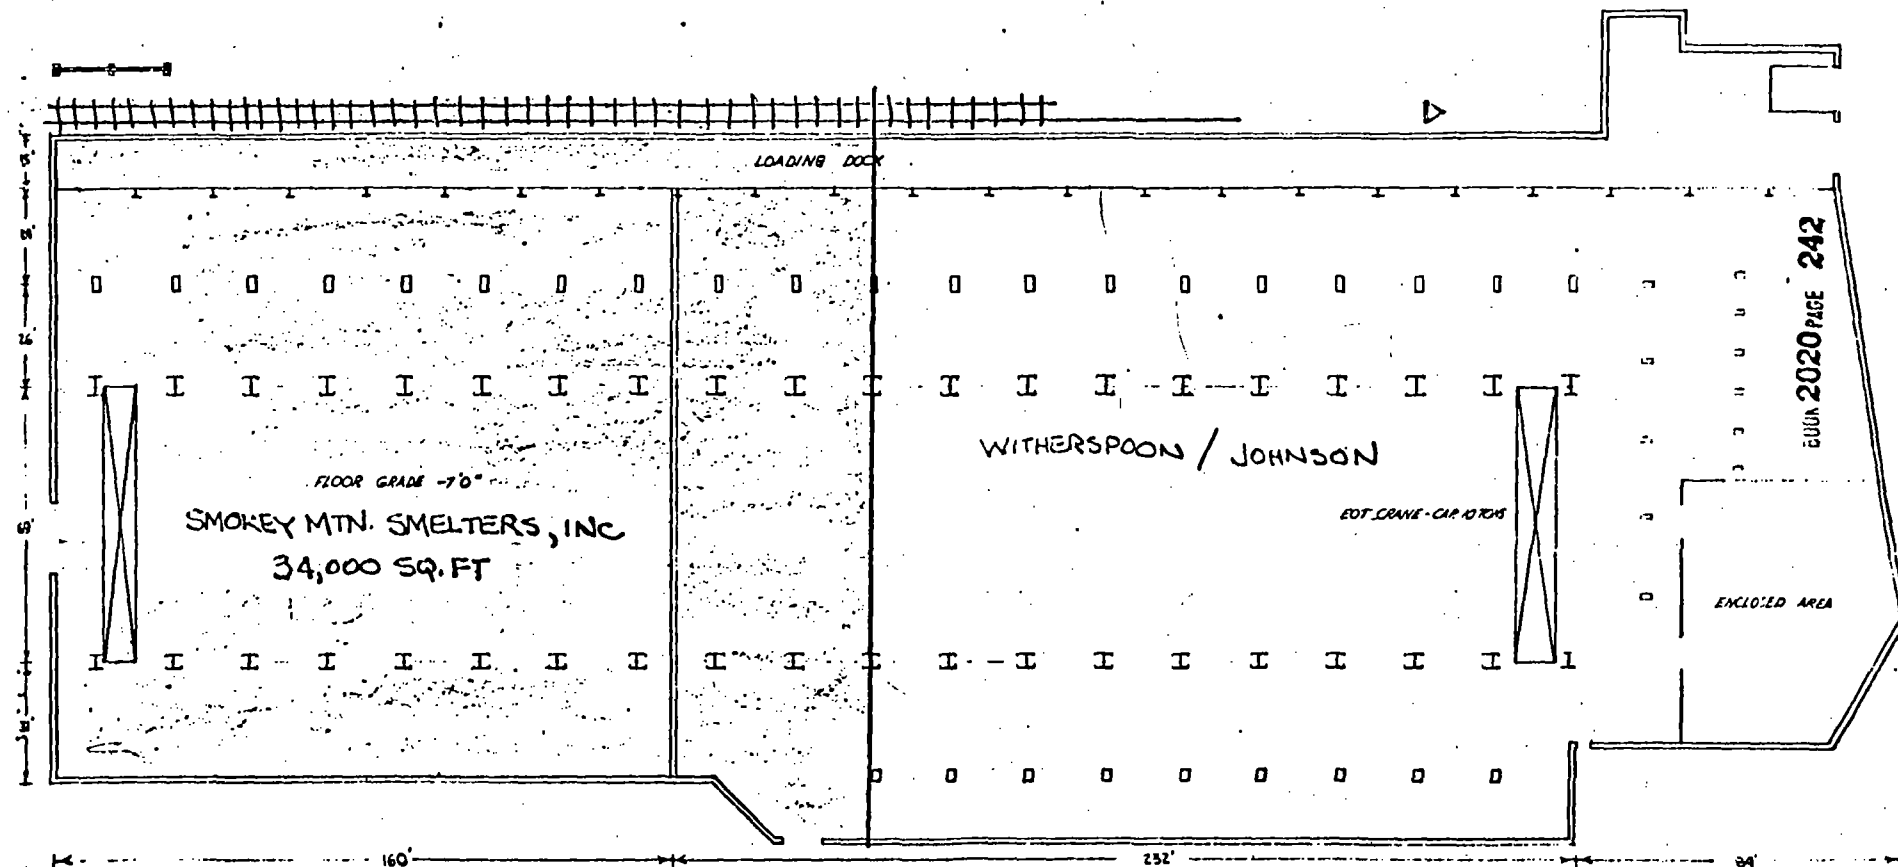 LOADING DOCK
BOOK 2020 PAGE 242
WITHERSPOON / JOHNSON
FLOOR GRADE -7'0"
SMOKEY MTN. SMELTERS, INC
34,000 SQ. FT
EOT CRANE - CAP. 10 TONS
ENCLOSED AREA
160'
232'
84'